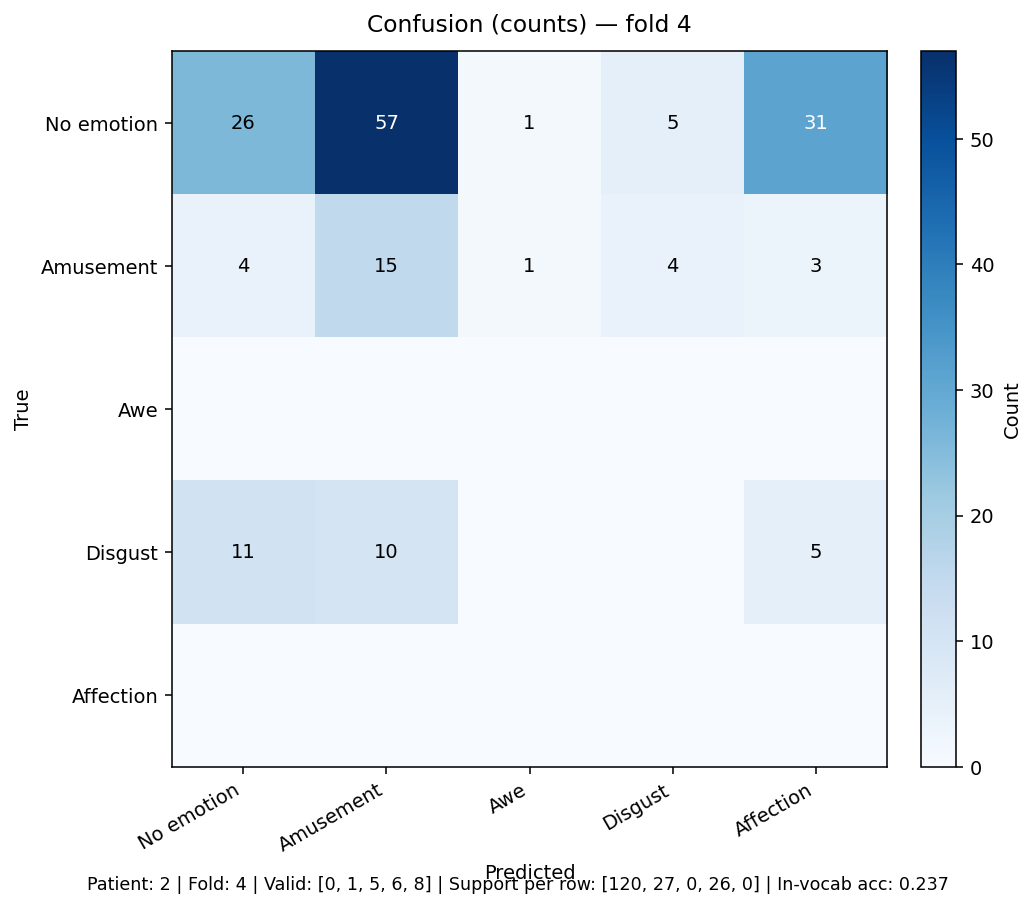 Confusion (counts) — fold 4
No emotion 26 57 1 5 31
Amusement 4 15 1 4 3
Awe
Disgust 11 10 5
Affection
True
No emotion Amusement Awe Disgust Affection
Predicted
50
40
30
20
10
0
Count
Patient: 2 | Fold: 4 | Valid: [0, 1, 5, 6, 8] | Support per row: [120, 27, 0, 26, 0] | In-vocab acc: 0.237